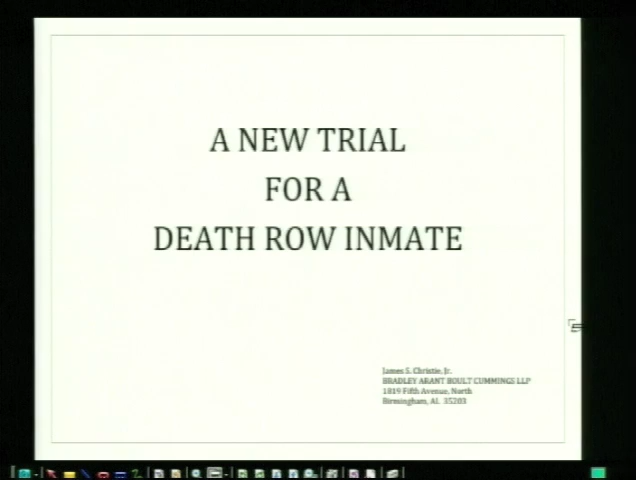 A NEW TRIAL
FOR A
DEATH ROW INMATE
James S. Christie, Jr.
BRADLEY ARANT BOULT CUMMINGS LLP
1819 Fifth Avenue, North
Birmingham, AL 35203